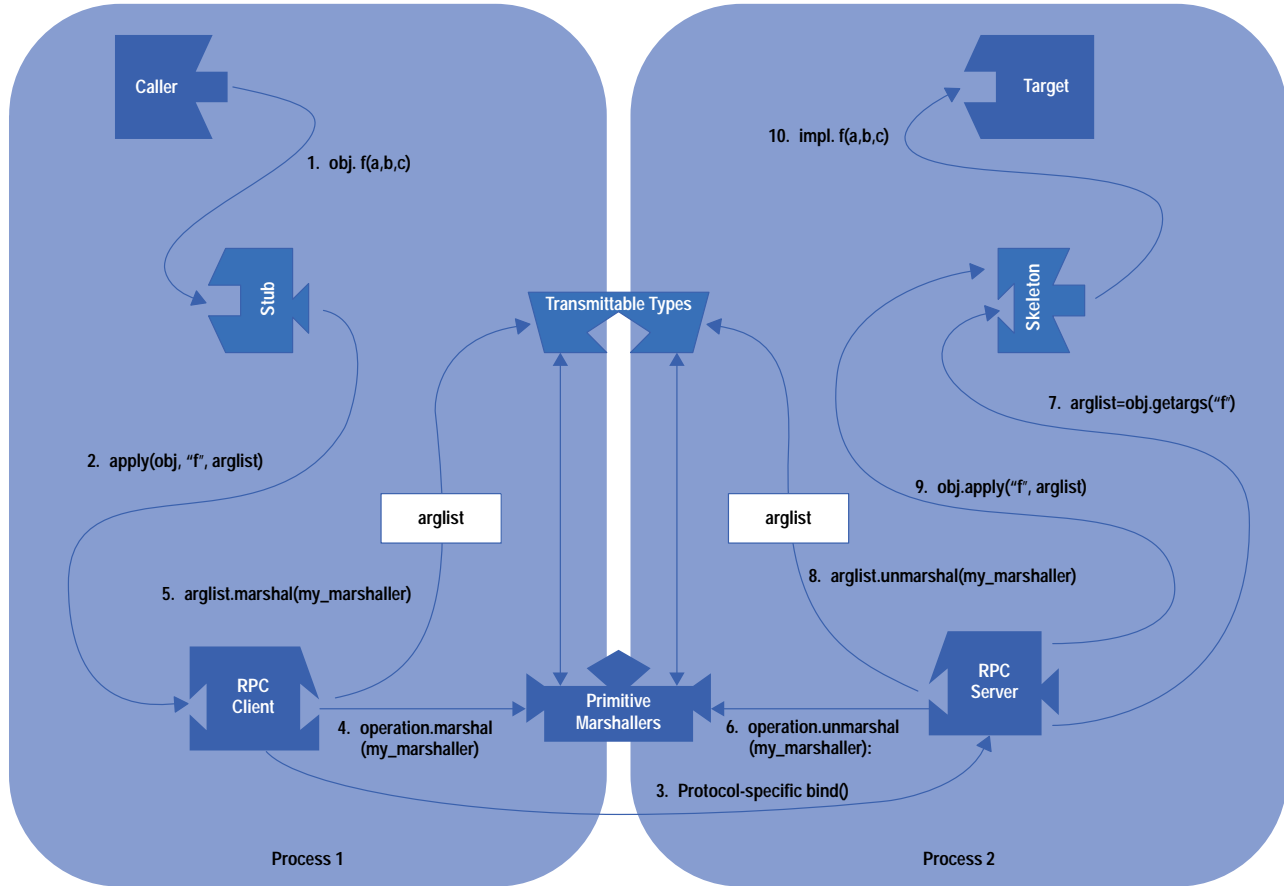 Caller
Target
10. impl. f(a,b,c)
1. obj. f(a,b,c)
Stub
Transmittable Types
Skeleton
7. arglist=obj.getargs(“f”)
2. apply(obj, “f”, arglist)
9. obj.apply(“f”, arglist)
arglist
arglist
5. arglist.marshal(my_marshaller)
8. arglist.unmarshal(my_marshaller)
RPC
Client
RPC
Server
Primitive
Marshallers
4. operation.marshal
(my_marshaller)
6. operation.unmarshal
(my_marshaller):
3. Protocol-specific bind()
Process 1
Process 2